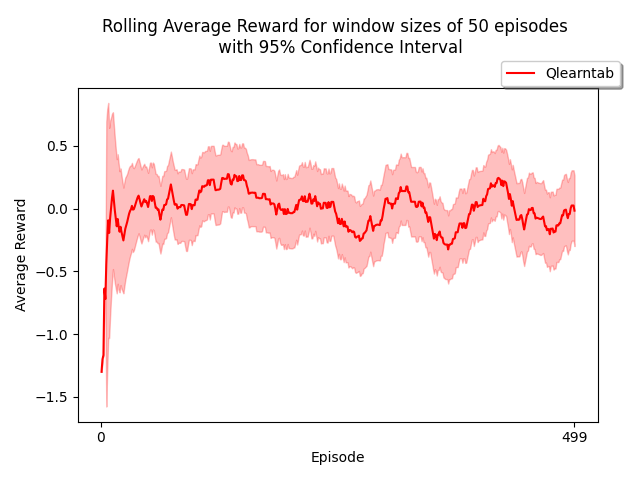 Rolling Average Reward for window sizes of 50 episodes
with 95% Confidence Interval
Qlearntab
Average Reward
0.5
0.0
−0.5
−1.0
−1.5
0
499
Episode